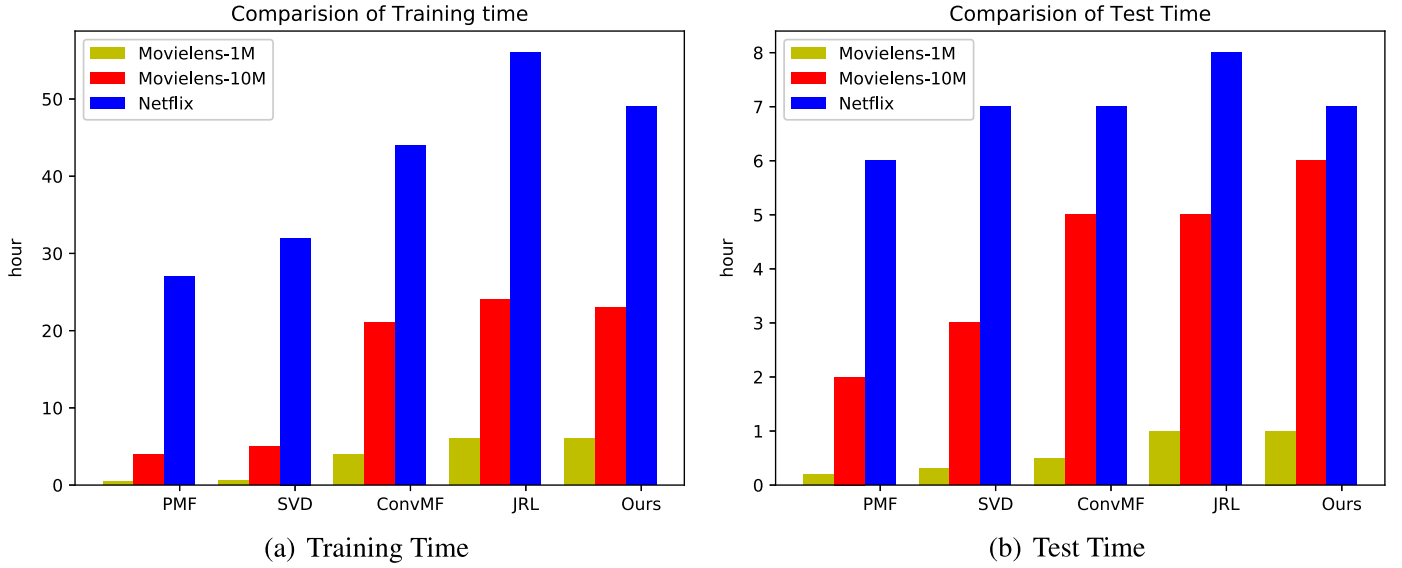 Comparision of Training time
Movielens-1M
Movielens-10M
Netflix
hour
50
40
30
20
10
0
PMF SVD ConvMF JRL Ours
(a) Training Time
Comparision of Test Time
Movielens-1M
Movielens-10M
Netflix
hour
8
7
6
5
4
3
2
1
0
PMF SVD ConvMF JRL Ours
(b) Test Time